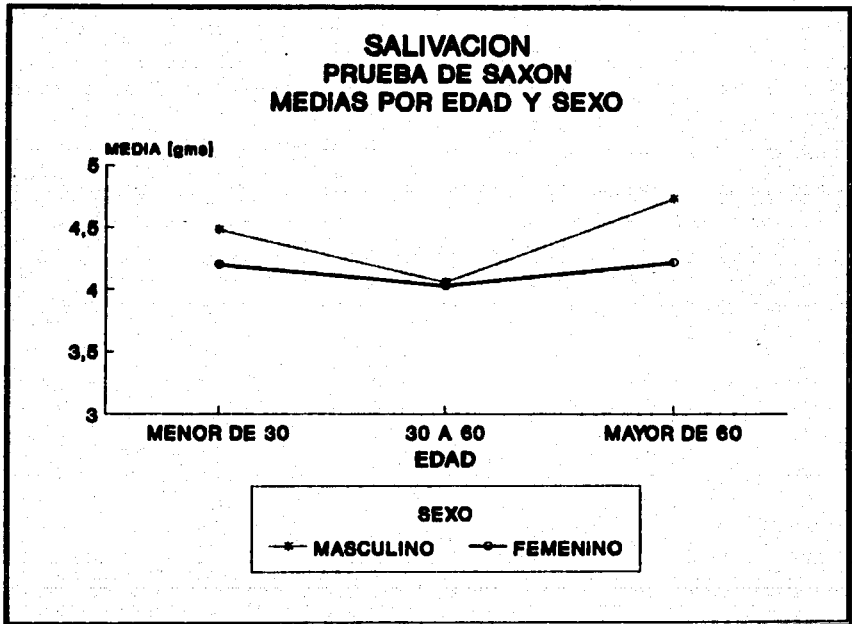 SALIVACION
PRUEBA DE SAXON
MEDIAS POR EDAD Y SEXO
MEDIA (gms)
5
4,5
4
3,5
3
MENOR DE 30 30 A 60 MAYOR DE 60
EDAD
SEXO
MASCULINO FEMENINO